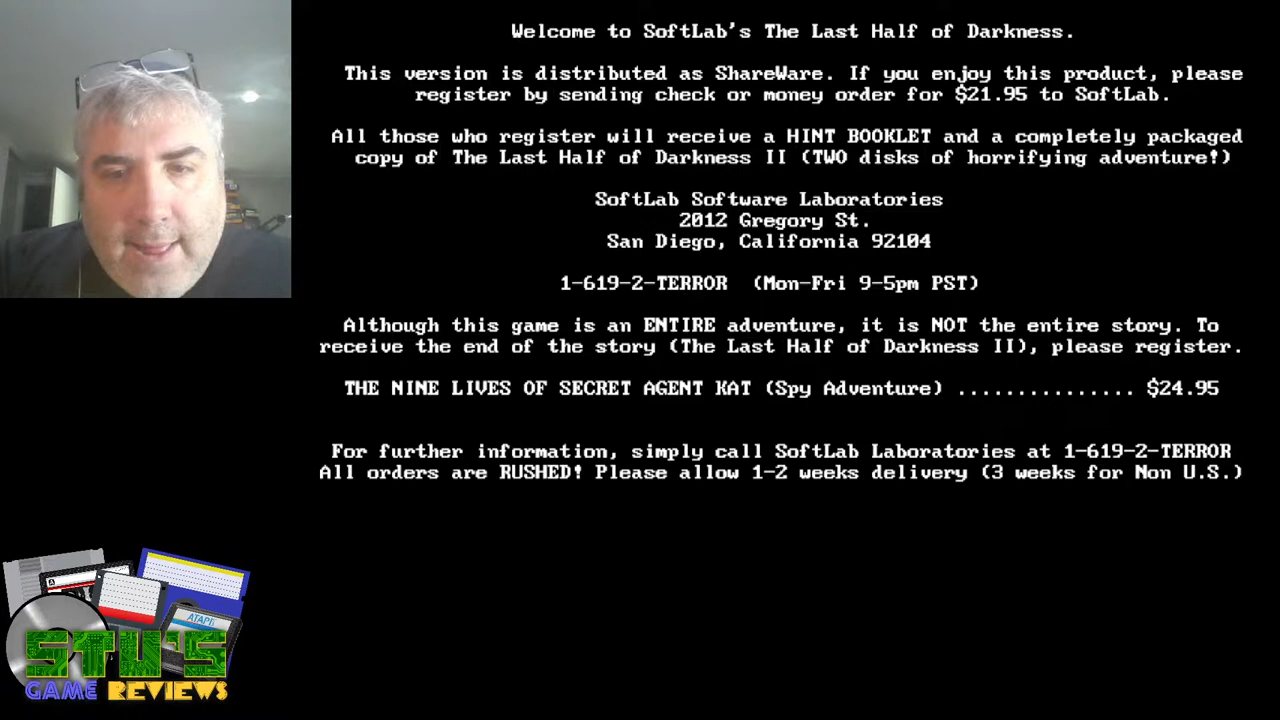 Welcome to SoftLab's The Last Half of Darkness.
This version is distributed as ShareWare. If you enjoy this product, please
register by sending check or money order for $21.95 to SoftLab.
All those who register will receive a HINT BOOKLET and a completely packaged
copy of The Last Half of Darkness II (TWO disks of horrifying adventure!)
SoftLab Software Laboratories
2012 Gregory St.
San Diego, California 92104
1-619-2-TERROR (Mon-Fri 9-5pm PST)
Although this game is an ENTIRE adventure, it is NOT the entire story. To
receive the end of the story (The Last Half of Darkness II), please register.
THE NINE LIVES OF SECRET AGENT KAT (Spy Adventure) ............... $24.95
For further information, simply call SoftLab Laboratories at 1-619-2-TERROR
All orders are RUSHED! Please allow 1-2 weeks delivery (3 weeks for Non U.S.)
STU'S
GAME REVIEWS